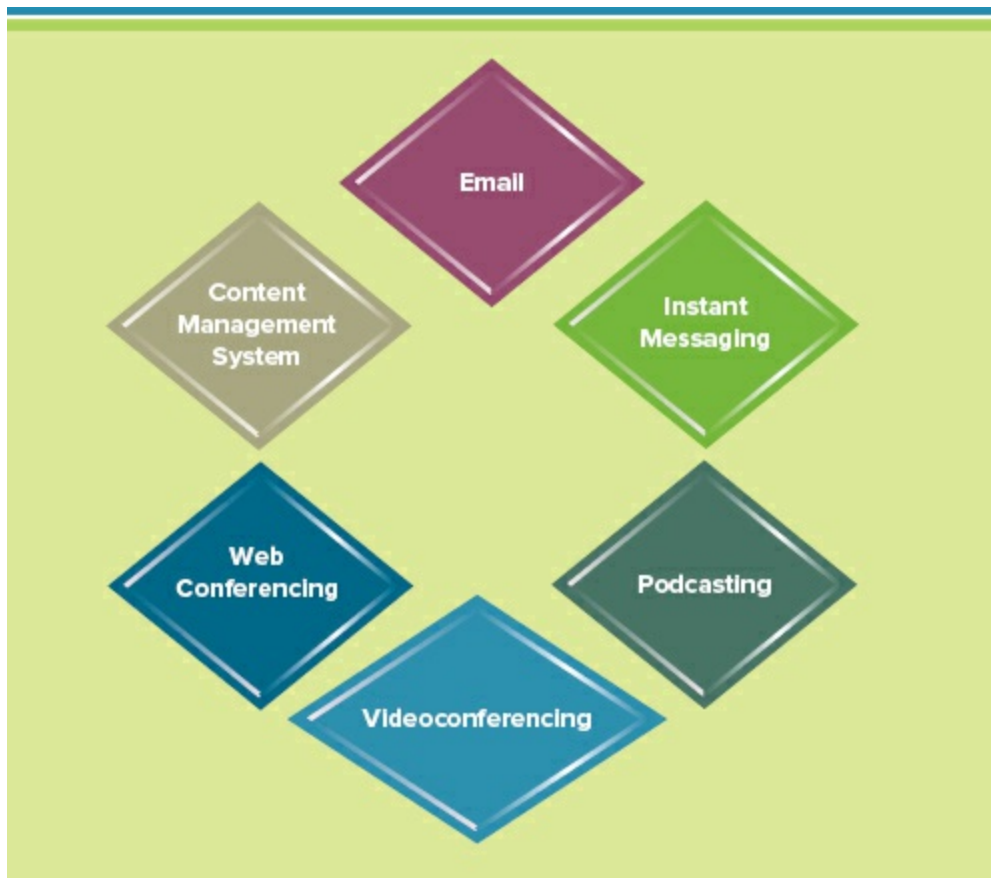 Email
Instant
Messaging
Podcasting
Videoconferencing
Web
Conferencing
Content
Management
System